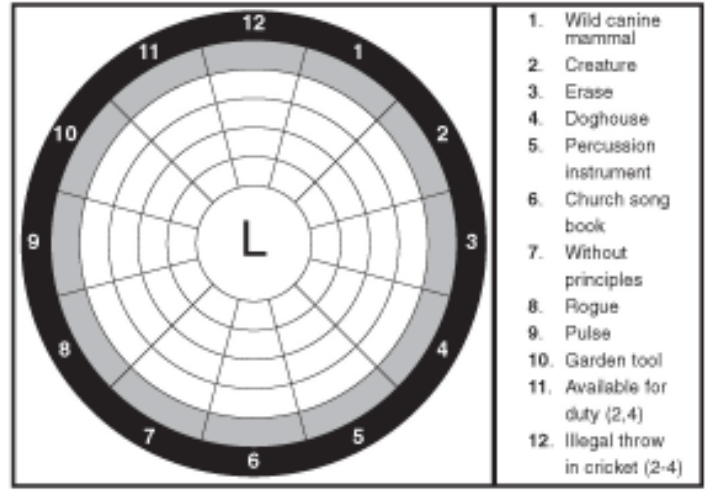 12
11
1
10
2
L
9
3
8
4
7
5
6
1. Wild canine
mammal
2. Creature
3. Erase
4. Doghouse
5. Percussion
instrument
6. Church song
book
7. Without
principles
8. Rogue
9. Pulse
10. Garden tool
11. Available for
duty (2,4)
12. Illegal throw
in cricket (2-4)